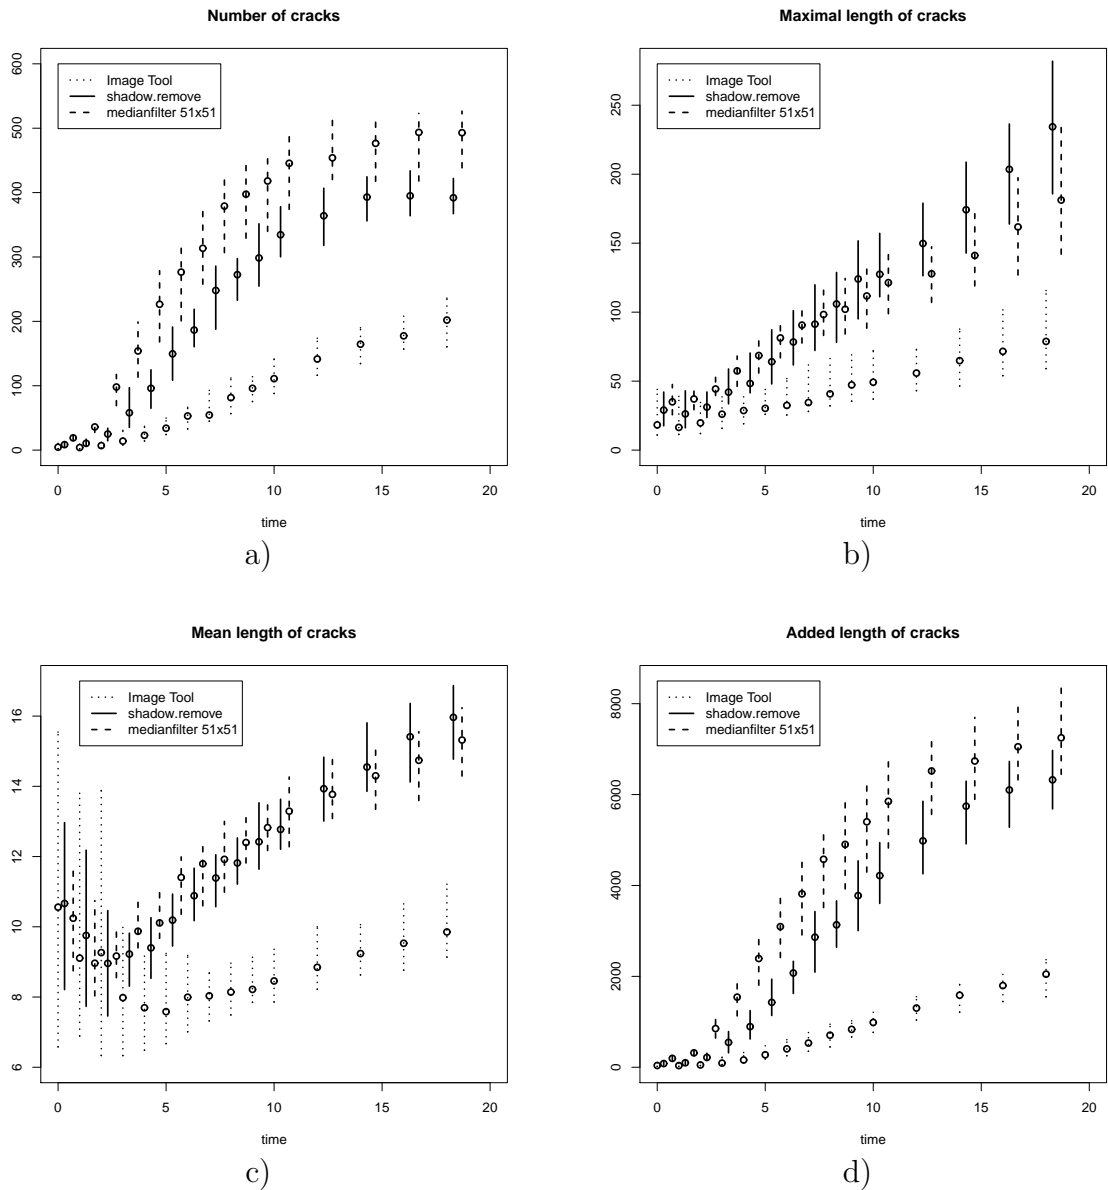 Number of cracks
600
500
400
300
200
100
0
Image Tool
shadow.remove
medianfilter 51x51
0 5 10 15 20
time
a)
Maximal length of cracks
250
200
150
100
50
0
Image Tool
shadow.remove
medianfilter 51x51
0 5 10 15 20
time
b)
Mean length of cracks
16
14
12
10
8
6
Image Tool
shadow.remove
medianfilter 51x51
0 5 10 15 20
time
c)
Added length of cracks
8000
6000
4000
2000
0
Image Tool
shadow.remove
medianfilter 51x51
0 5 10 15 20
time
d)